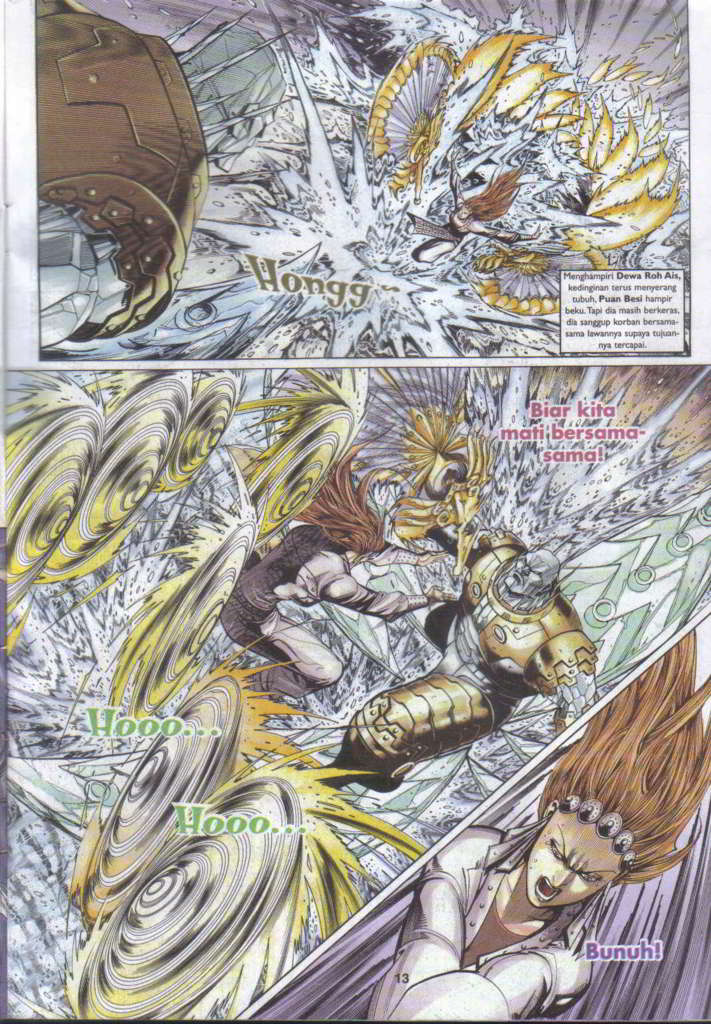 Hongg
Menghampiri Dewa Roh Ais,
kedinginan terus menyerang
tubuh, Puan Besi hampir
beku. Tapi dia masih berkeras,
dia sanggup korban bersama-
sama lawannya supaya tujuan-
nya tercapai.
Biar kita
mati bersama-
sama!
Hooo...
Hooo...
Bunuh!
13